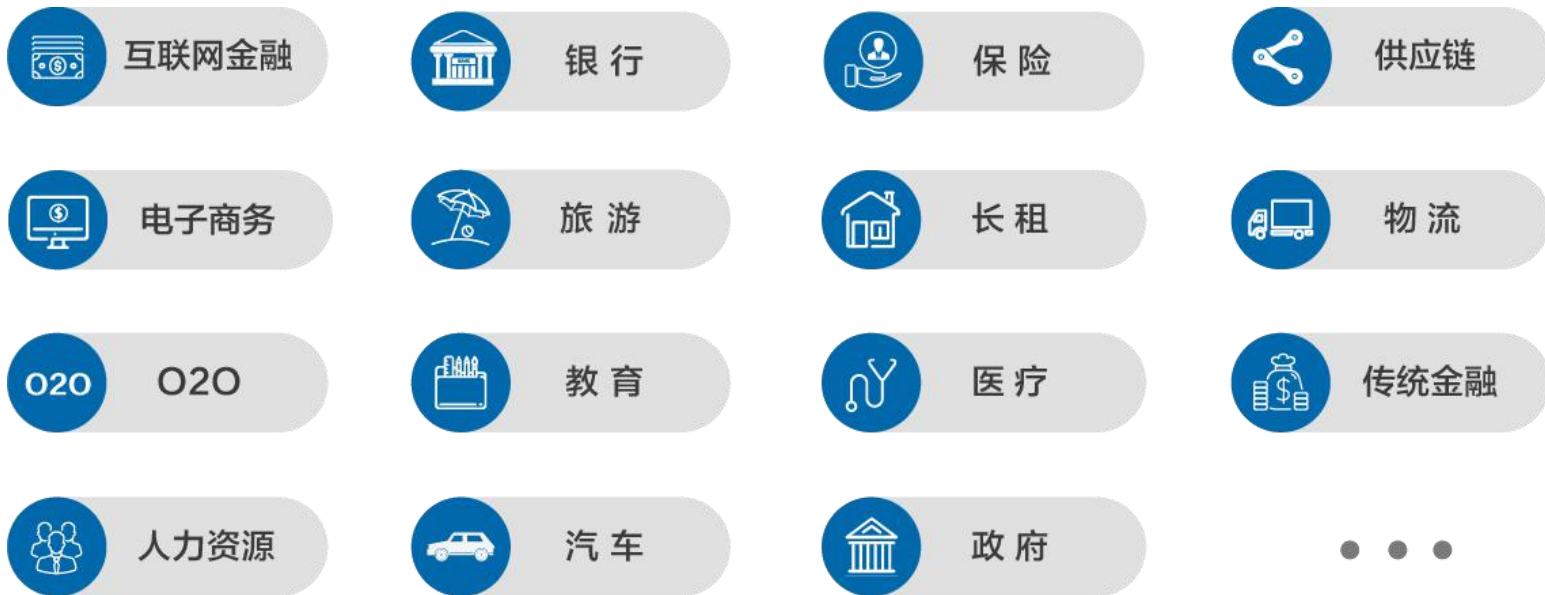 互联网金融
银行
保险
供应链
电子商务
旅游
长租
物流
O2O
O2O
教育
医疗
传统金融
人力资源
汽车
政府